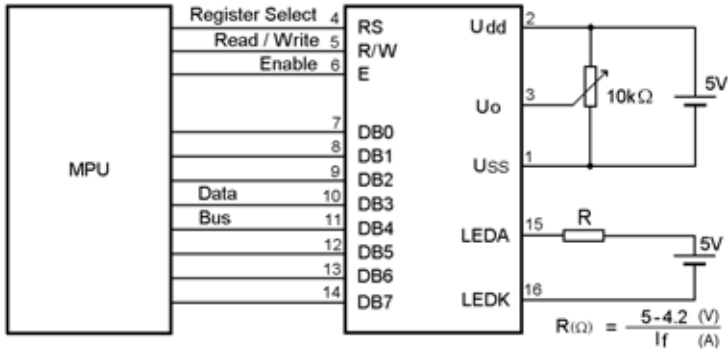 Register Select 4 RS Udd 2
Read / Write 5 R/W
Enable 6 E
5V
Uo 3 10kΩ
7 DB0
MPU
8 DB1
9 DB2 USS 1
Data 10 DB3
Bus 11 DB4 LEDA 15 R
12 DB5 5V
13 DB6
14 DB7 LEDK 16
R(Ω) = 5-4.2 (V)
If (A)